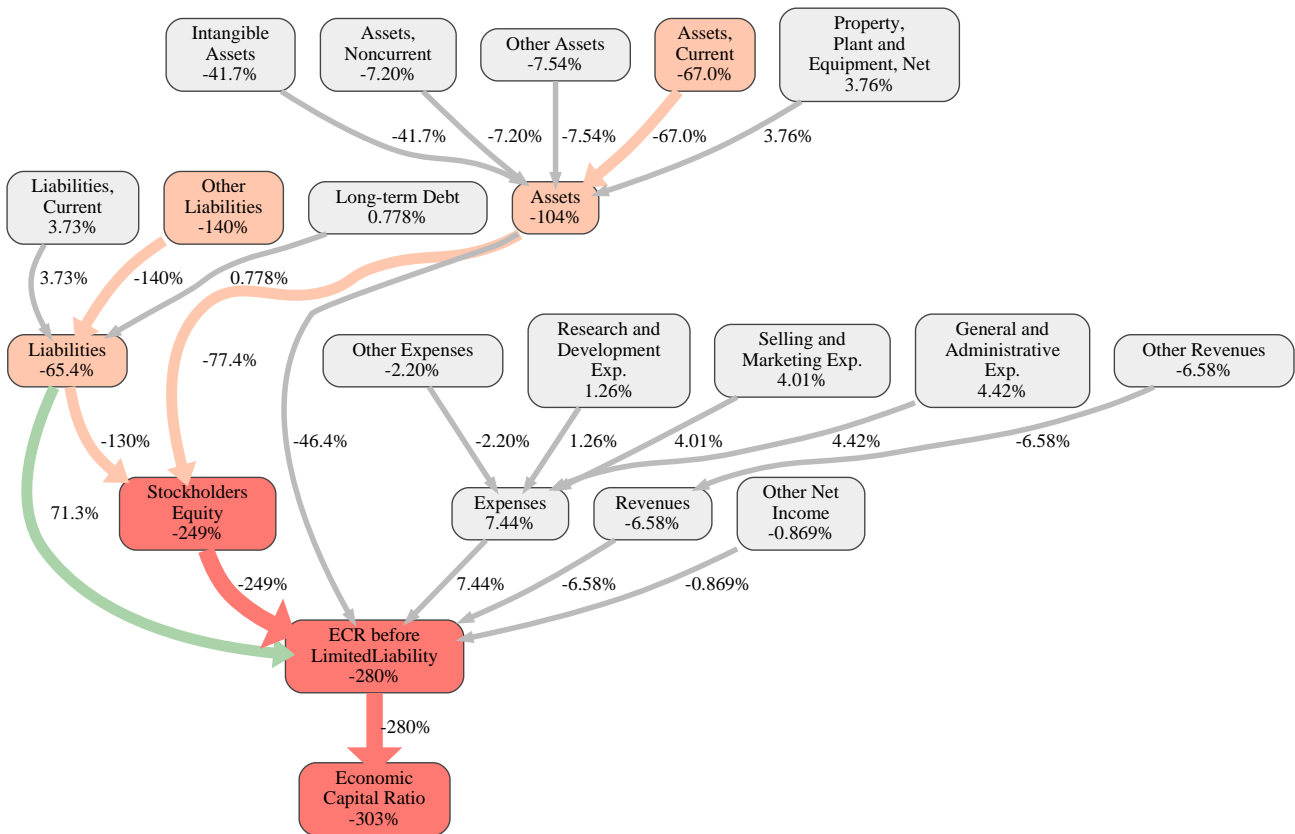 Intangible
Assets
-41.7%
Assets,
Noncurrent
-7.20%
Other Assets
-7.54%
Assets,
Current
-67.0%
Property,
Plant and
Equipment, Net
3.76%
-41.7%
-7.20%
-7.54%
-67.0%
3.76%
Liabilities,
Current
3.73%
Other
Liabilities
-140%
Long-term Debt
0.778%
Assets
-104%
3.73%
-140%
0.778%
Liabilities
-65.4%
-77.4%
Other Expenses
-2.20%
Research and
Development
Exp.
1.26%
Selling and
Marketing Exp.
4.01%
General and
Administrative
Exp.
4.42%
Other Revenues
-6.58%
-130%
-46.4%
-2.20%
1.26%
4.01%
4.42%
-6.58%
71.3%
Stockholders
Equity
-249%
Expenses
7.44%
Revenues
-6.58%
Other Net
Income
-0.869%
-249%
7.44%
-6.58%
-0.869%
ECR before
LimitedLiability
-280%
-280%
Economic
Capital Ratio
-303%